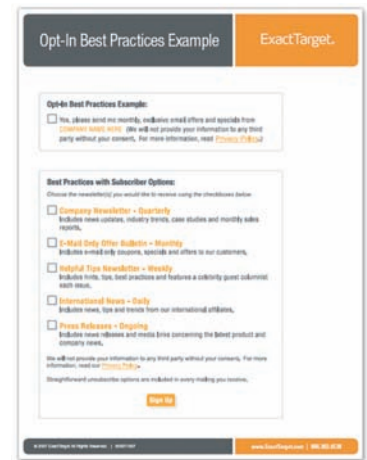 Opt-In Best Practices Example
ExactTarget.
Opt-In Best Practices Example:
Yes, please send me monthly, exclusive email offers and specials from
COMPANY NAME HERE (We will not provide your information to any third
party without your consent. For more information, read Privacy Policy.)
Best Practices with Subscriber Options:
Choose the newsletter(s) you would like to receive using the checkboxes below.
Company Newsletter - Quarterly
Includes news updates, industry trends, case studies and monthly sales
reports.
E-Mail Only Offer Bulletin - Monthly
Includes e-mail only coupons, specials and offers to our customers.
Helpful Tips Newsletter - Weekly
Includes hints, tips, best practices and features a celebrity guest columnist
each issue.
International News - Daily
Includes news, tips and trends from our international affiliates.
Press Releases - Ongoing
Includes news releases and media links concerning the latest product and
company news.
We will not provide your information to any third party without your consent. For more
information, read our Privacy Policy.
Straightforward unsubscribe options are included in every mailing you receive.
Sign Up
© 2007 ExactTarget All Rights Reserved |
www.ExactTarget.com |